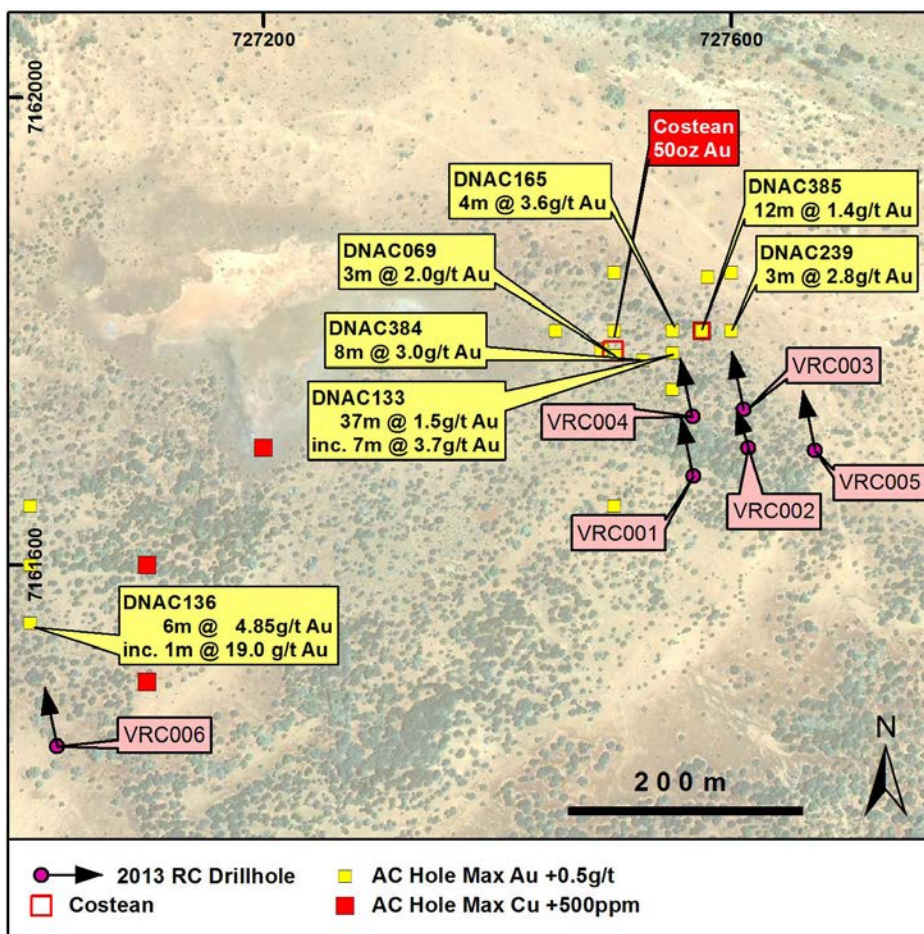 727200
727600
7162000
Costean
50oz Au
DNAC165
4m @ 3.6g/t Au
DNAC385
12m @ 1.4g/t Au
DNAC069
3m @ 2.0g/t Au
DNAC239
3m @ 2.8g/t Au
DNAC384
8m @ 3.0g/t Au
DNAC133
37m @ 1.5g/t Au
inc. 7m @ 3.7g/t Au
VRC003
VRC004
VRC005
VRC002
VRC001
7161600
DNAC136
6m @ 4.85g/t Au
inc. 1m @ 19.0 g/t Au
VRC006
N
200 m
2013 RC Drillhole
AC Hole Max Au +0.5g/t
Costean
AC Hole Max Cu +500ppm